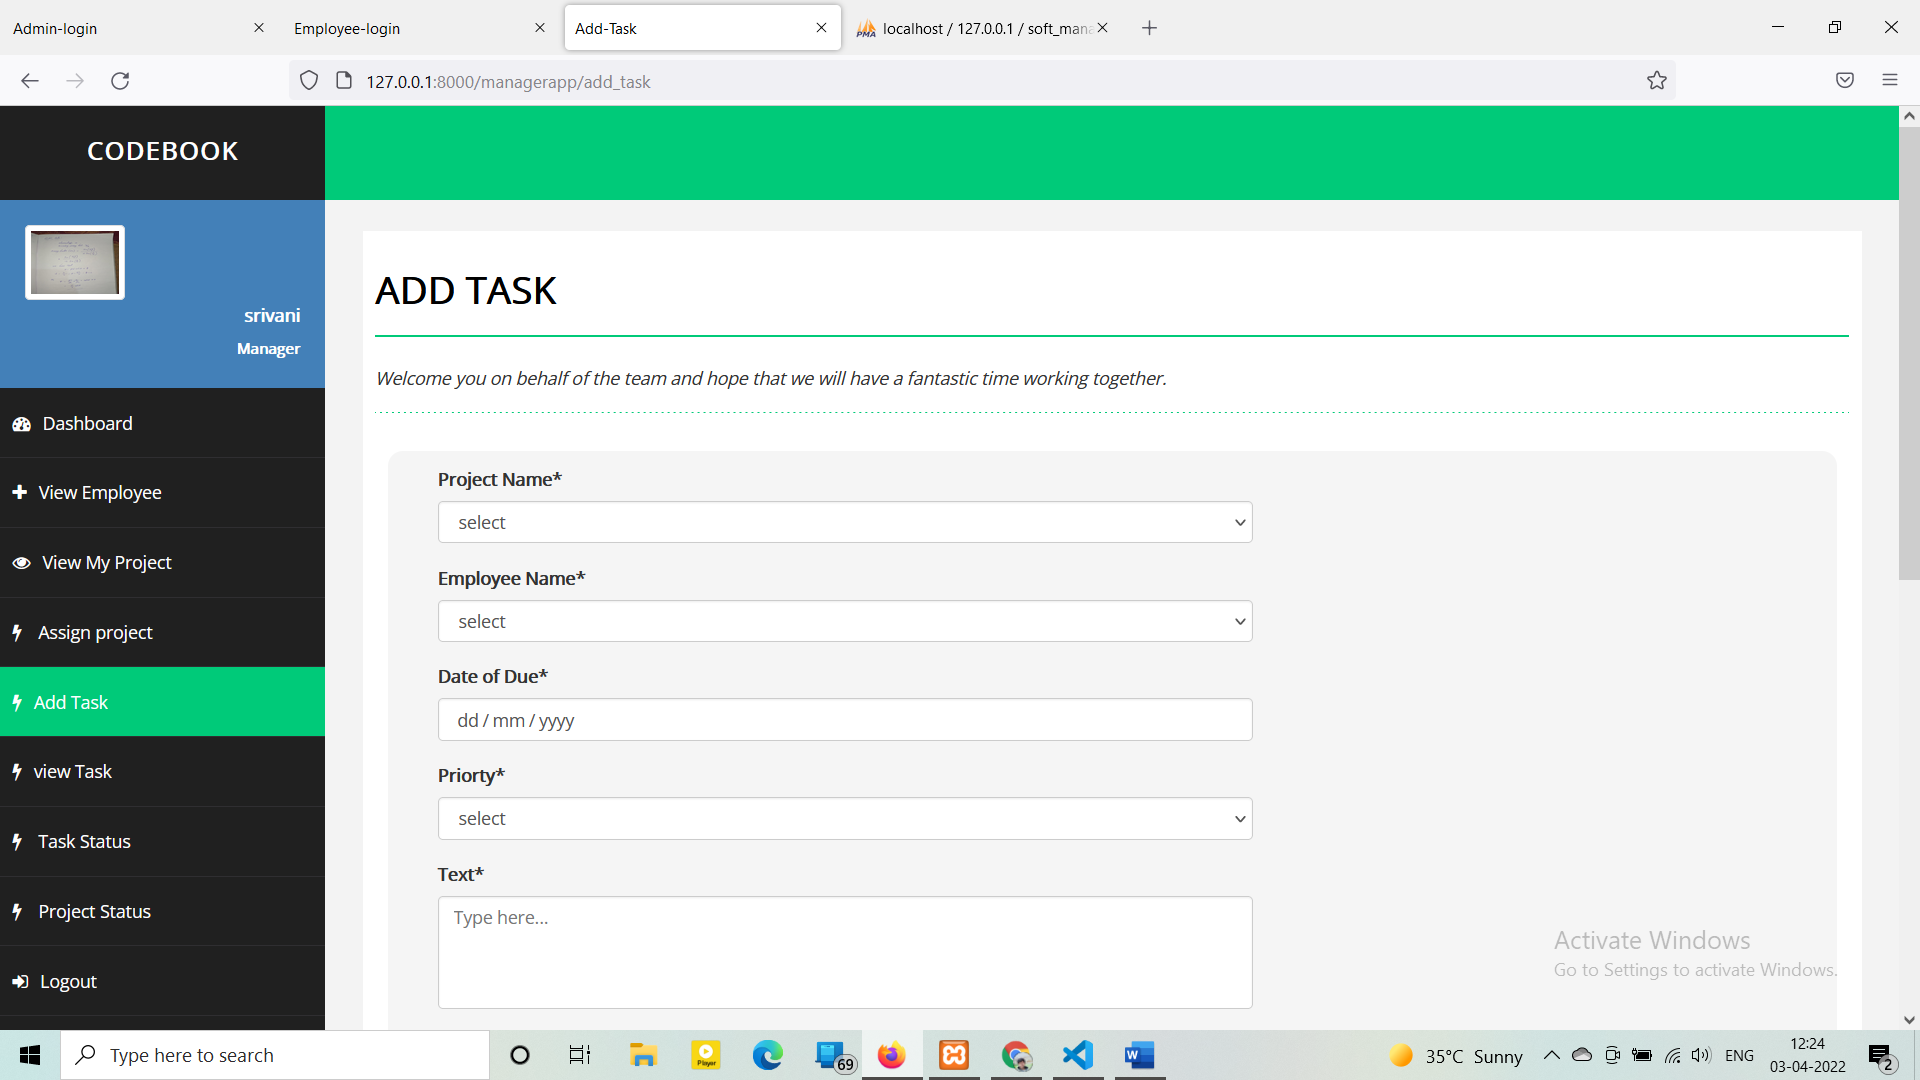 Admin-login
Employee-login
Add-Task
localhost / 127.0.0.1 / soft_mana
127.0.0.1:8000/managerapp/add_task
CODEBOOK
srivani
Manager
Dashboard
View Employee
View My Project
Assign project
Add Task
view Task
Task Status
Project Status
Logout
ADD TASK
Welcome you on behalf of the team and hope that we will have a fantastic time working together.
Project Name*
select
Employee Name*
select
Date of Due*
dd / mm / yyyy
Priorty*
select
Text*
Type here...
Activate Windows
Go to Settings to activate Windows.
Type here to search
Player
69
35°C Sunny
ENG
12:24
03-04-2022
2